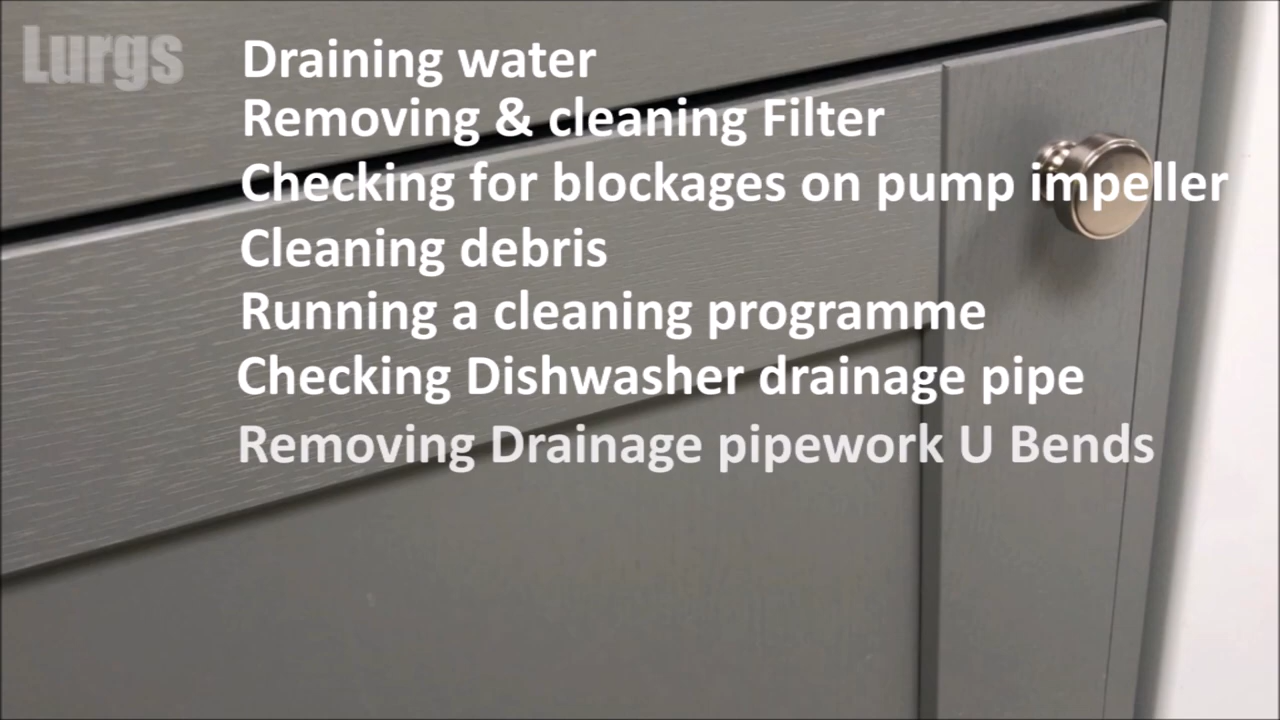 Lurgs
Draining water
Removing & cleaning Filter
Checking for blockages on pump impeller
Cleaning debris
Running a cleaning programme
Checking Dishwasher drainage pipe
Removing Drainage pipework U Bends